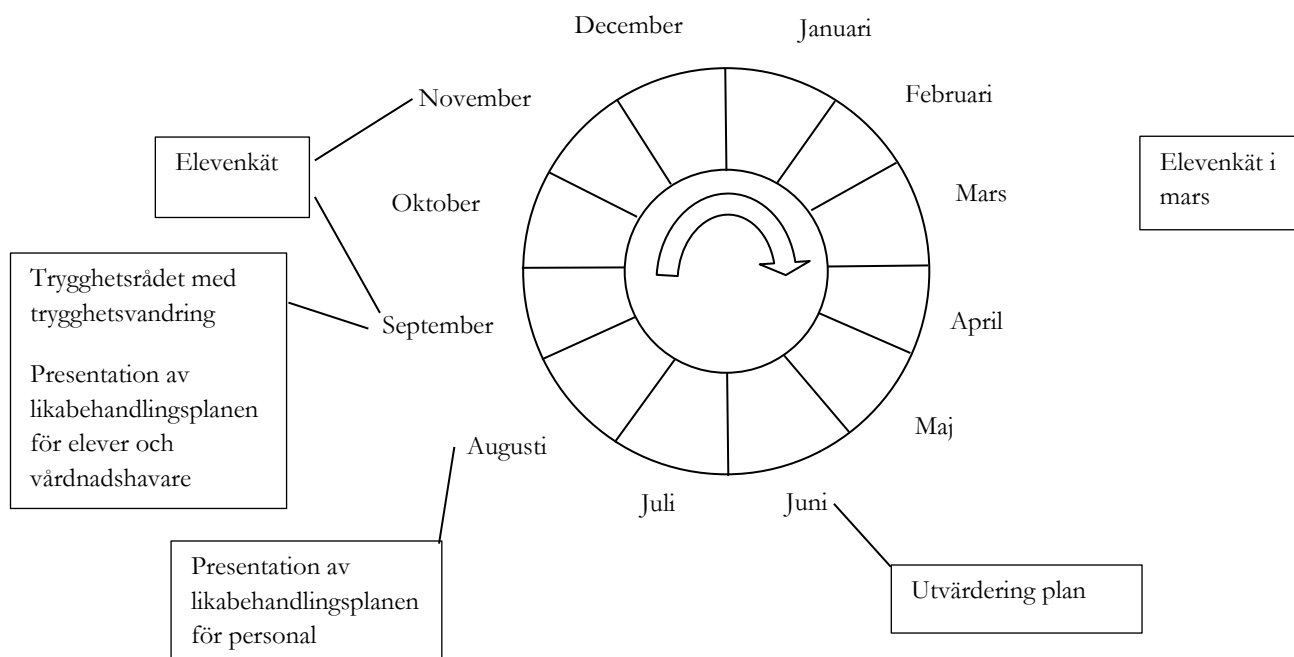 December
Januari
Februari
November
Elevenkät
Elevenkät i
mars
Mars
Oktober
Trygghetsrådet med
trygghetsvandring
Presentation av
likabehandlingsplanen
för elever och
vårdnadshavare
September
April
Maj
Augusti
Juli
Juni
Presentation av
likabehandlingsplanen
för personal
Utvärdering plan